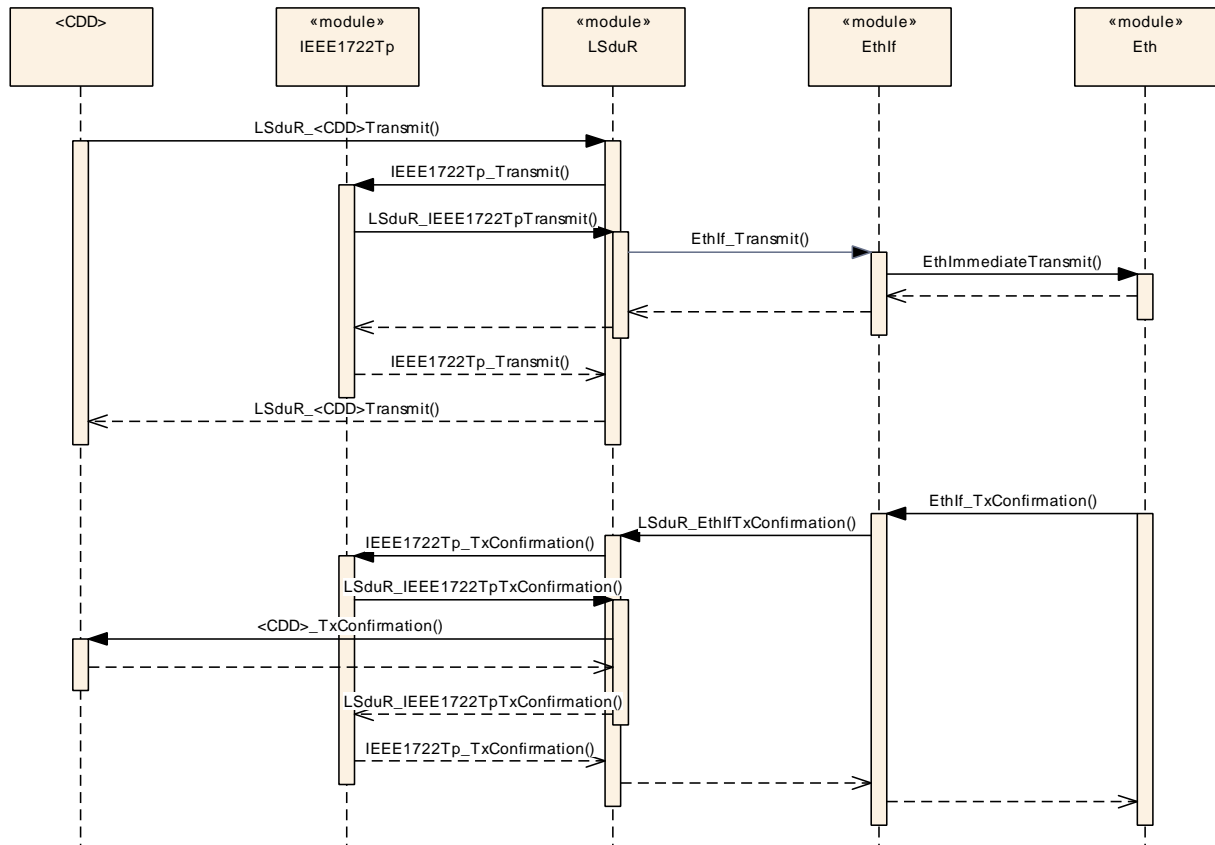 <CDD>
«module»
IEEE1722Tp
«module»
LSduR
«module»
EthIf
«module»
Eth
LSduR_<CDD>Transmit()
IEEE1722Tp_Transmit()
LSduR_IEEE1722TpTransmit()
EthIf_Transmit()
EthImmediateTransmit()
IEEE1722Tp_Transmit()
LSduR_<CDD>Transmit()
EthIf_TxConfirmation()
LSduR_EthIfTxConfirmation()
IEEE1722Tp_TxConfirmation()
LSduR_IEEE1722TpTxConfirmation()
<CDD>_TxConfirmation()
LSduR_IEEE1722TpTxConfirmation()
IEEE1722Tp_TxConfirmation()